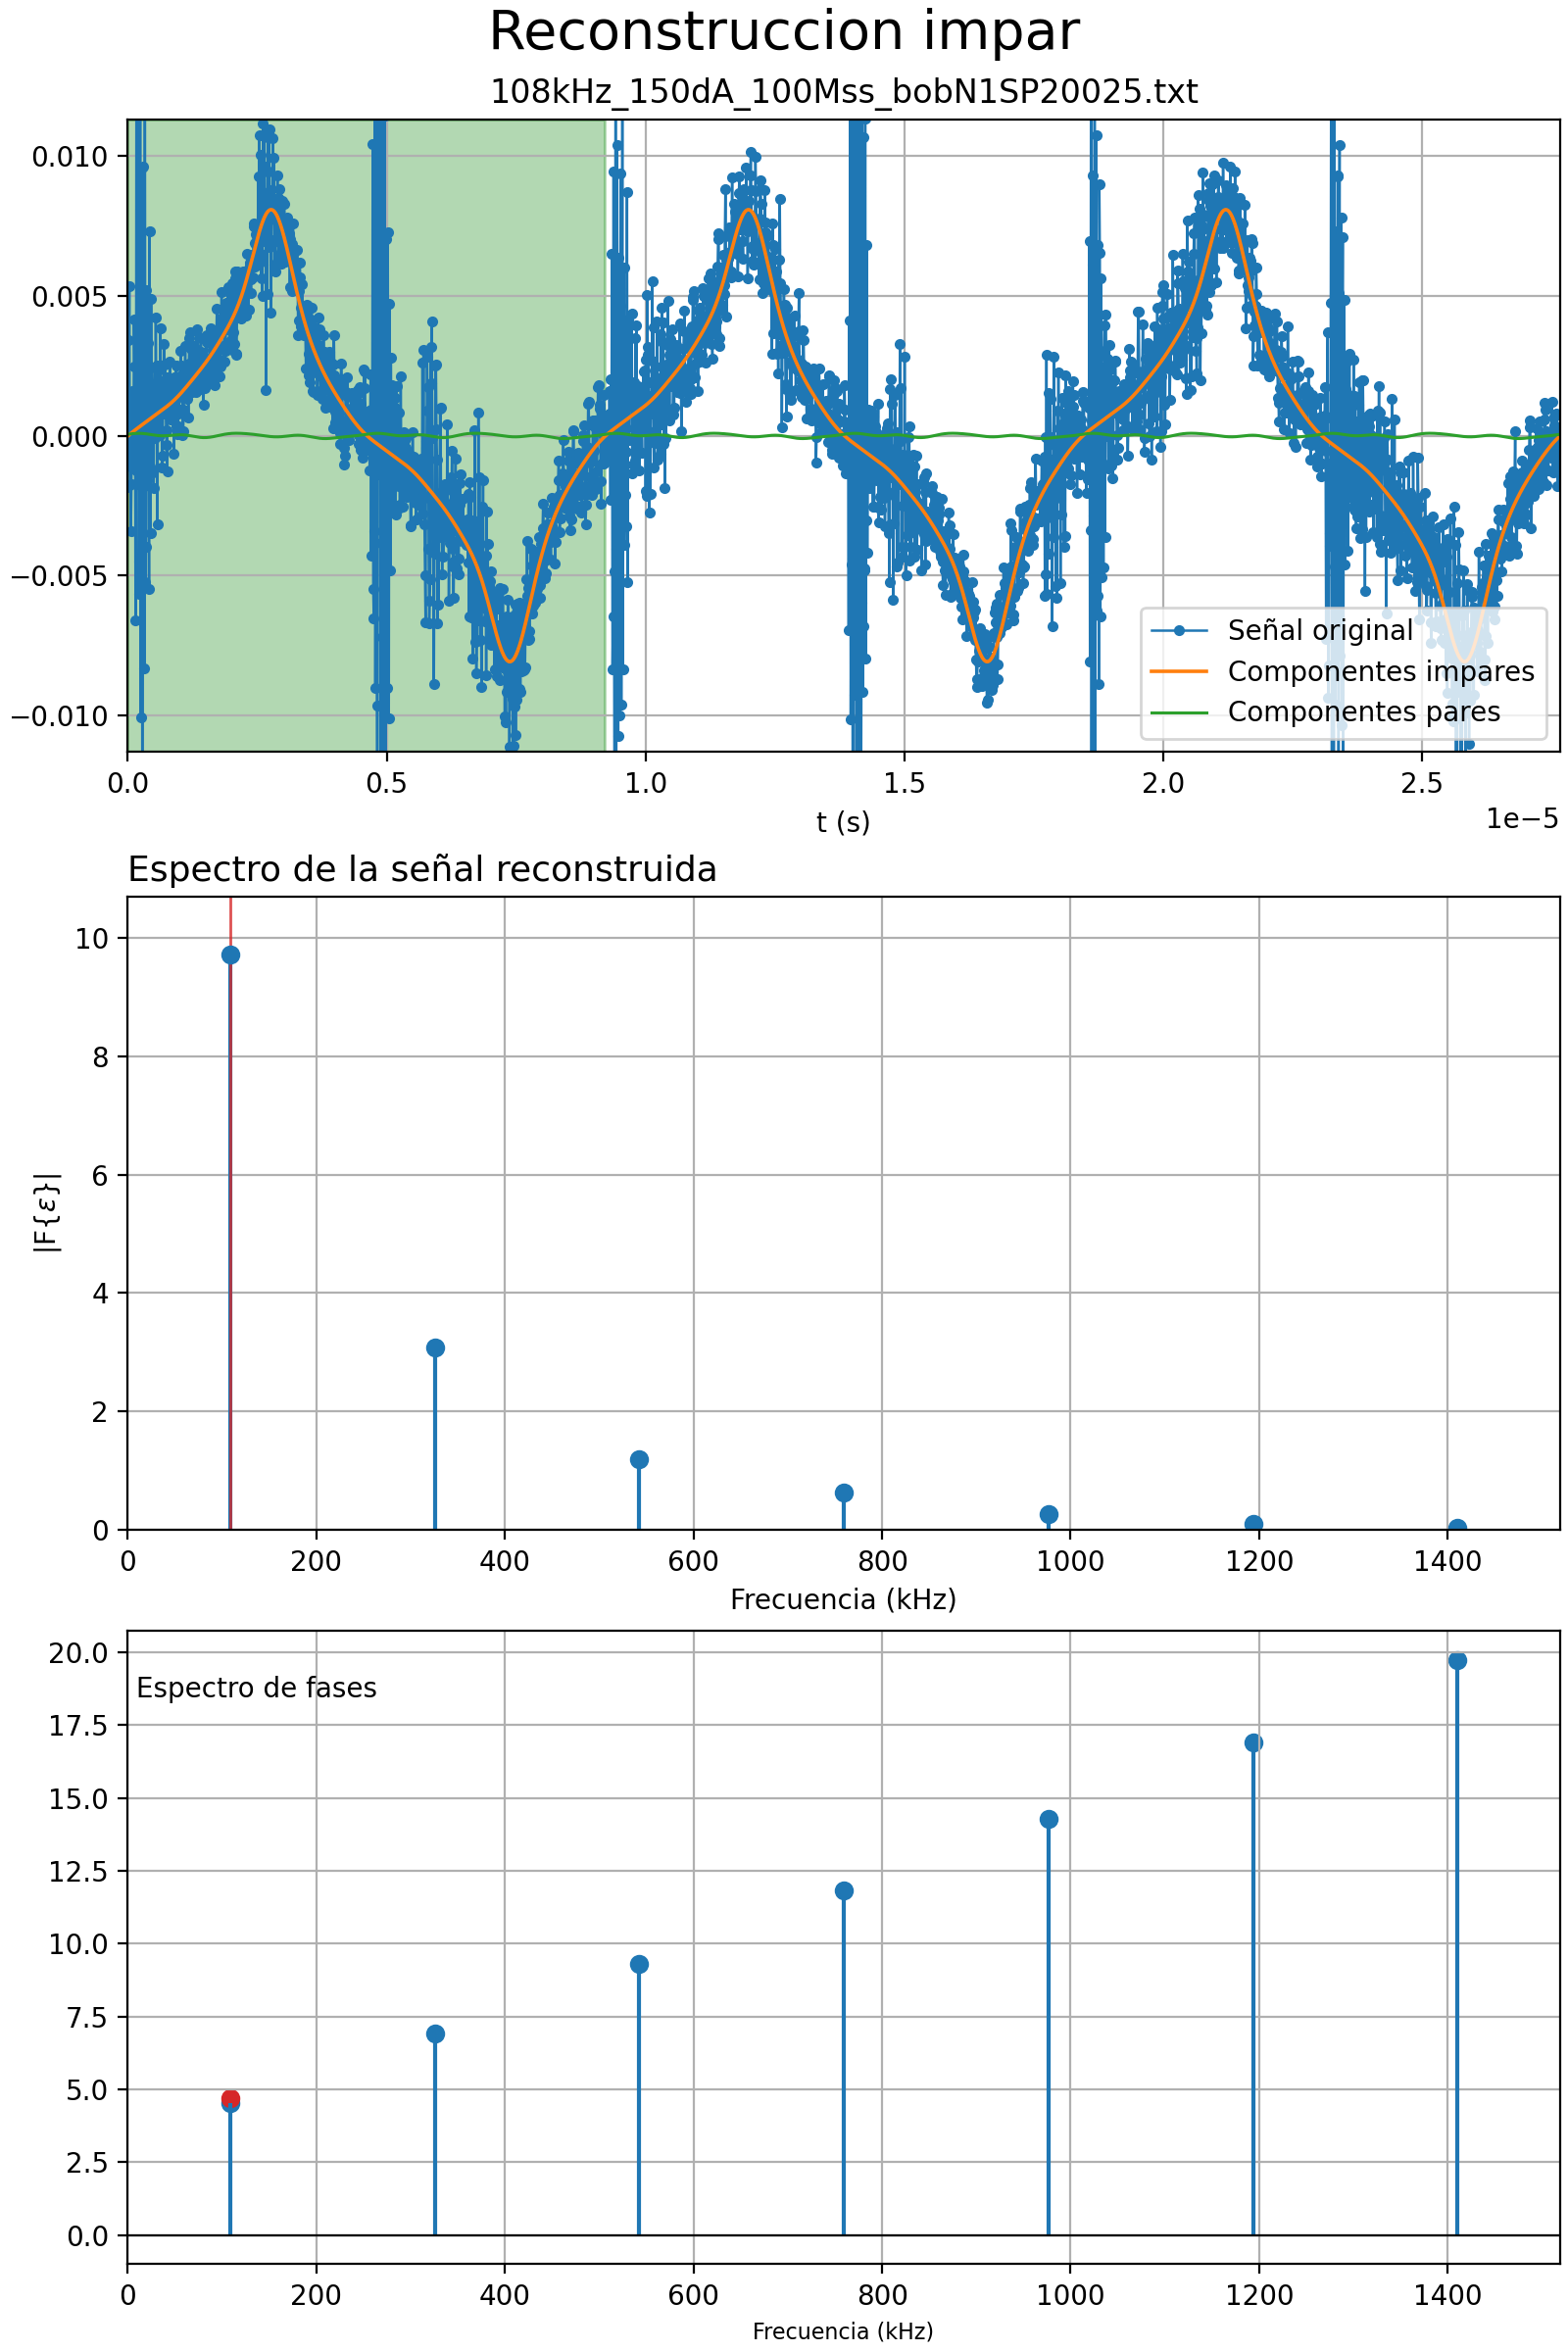 Reconstruccion impar
108kHz_150dA_100Mss_bobN1SP20025.txt
0.010
0.005
0.000
−0.005
−0.010
Señal original
Componentes impares
Componentes pares
0.0 0.5 1.0 1.5 2.0 2.5
1e−5
t (s)
Espectro de la señal reconstruida
10
8
6
4
2
0
|F{ε}|
0 200 400 600 800 1000 1200 1400
Frecuencia (kHz)
20.0
Espectro de fases
17.5
15.0
12.5
10.0
7.5
5.0
2.5
0.0
0 200 400 600 800 1000 1200 1400
Frecuencia (kHz)